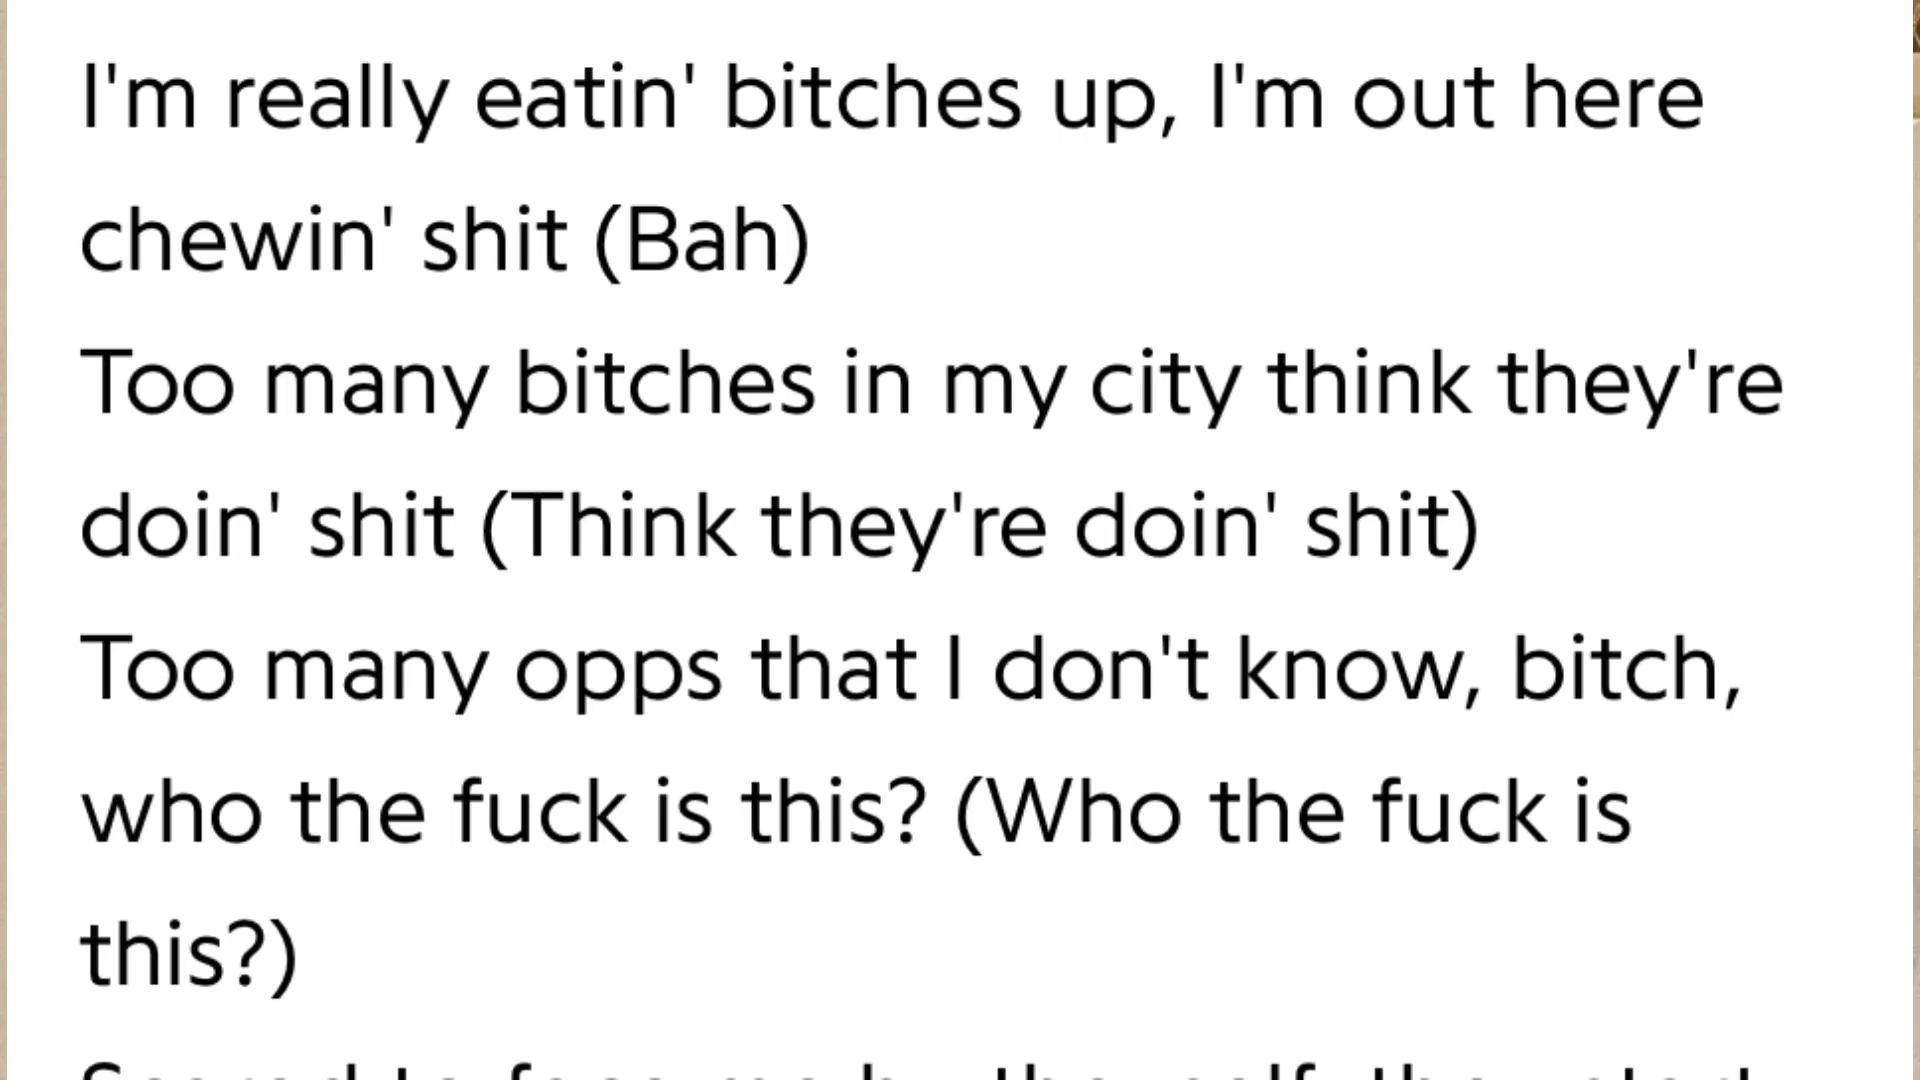 I'm really eatin' bitches up, I'm out here
chewin' shit (Bah)
Too many bitches in my city think they're
doin' shit (Think they're doin' shit)
Too many opps that I don't know, bitch,
who the fuck is this? (Who the fuck is
this?)